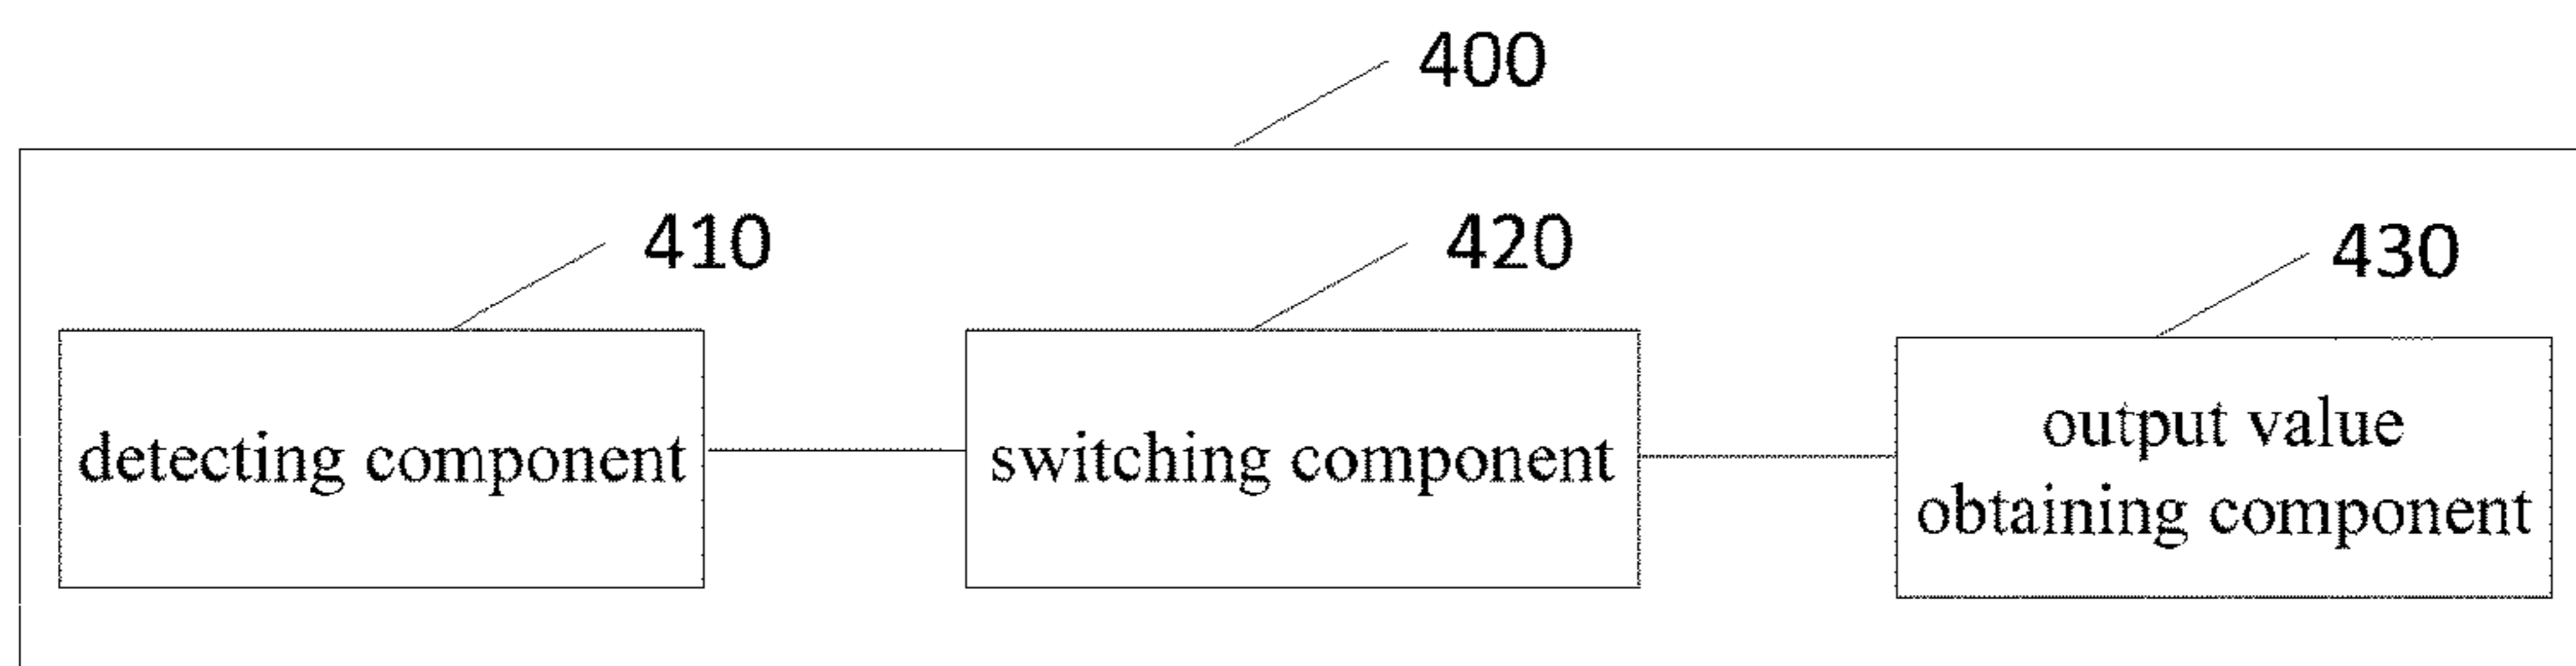 400
410
420
430
detecting component
switching component
output value
obtaining component